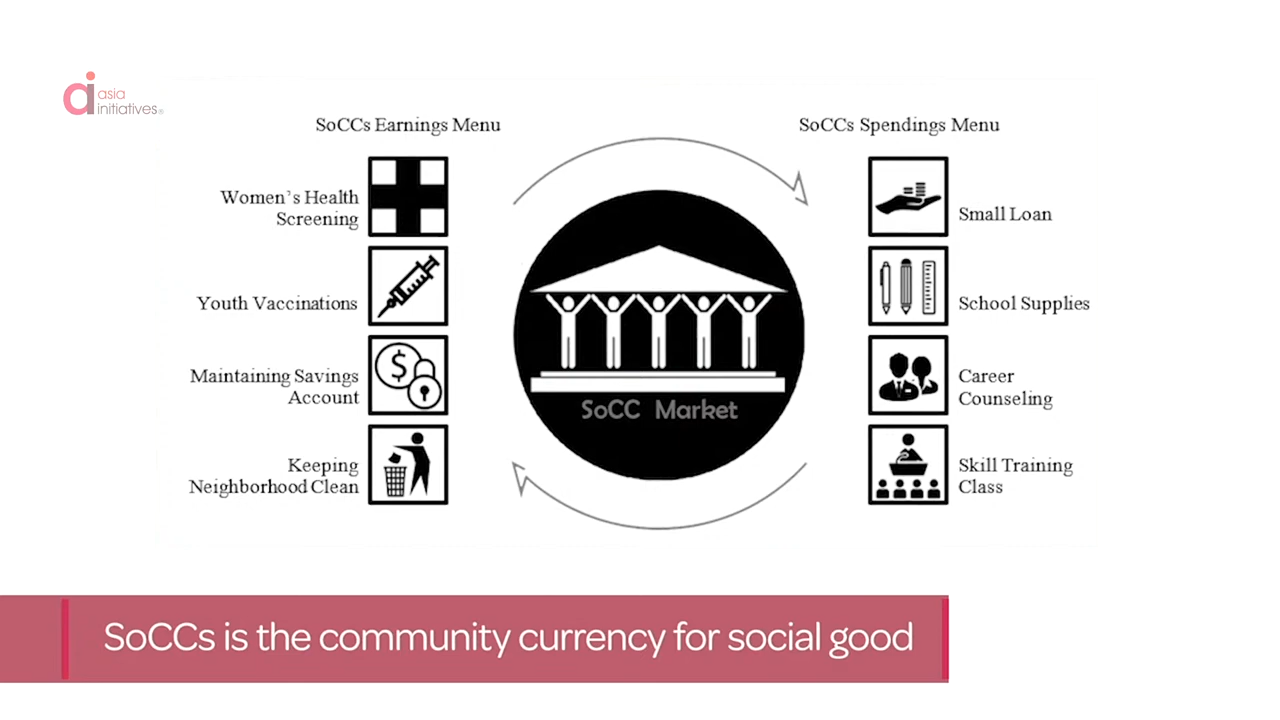 asia
initiatives®
SoCCs Earnings Menu
Women's Health
Screening
Youth Vaccinations
$
Maintaining Savings
Account
Keeping
Neighborhood Clean
SoCC Market
SoCCs Spendings Menu
Small Loan
School Supplies
Career
Counseling
Skill Training
Class
SoCCs is the community currency for social good